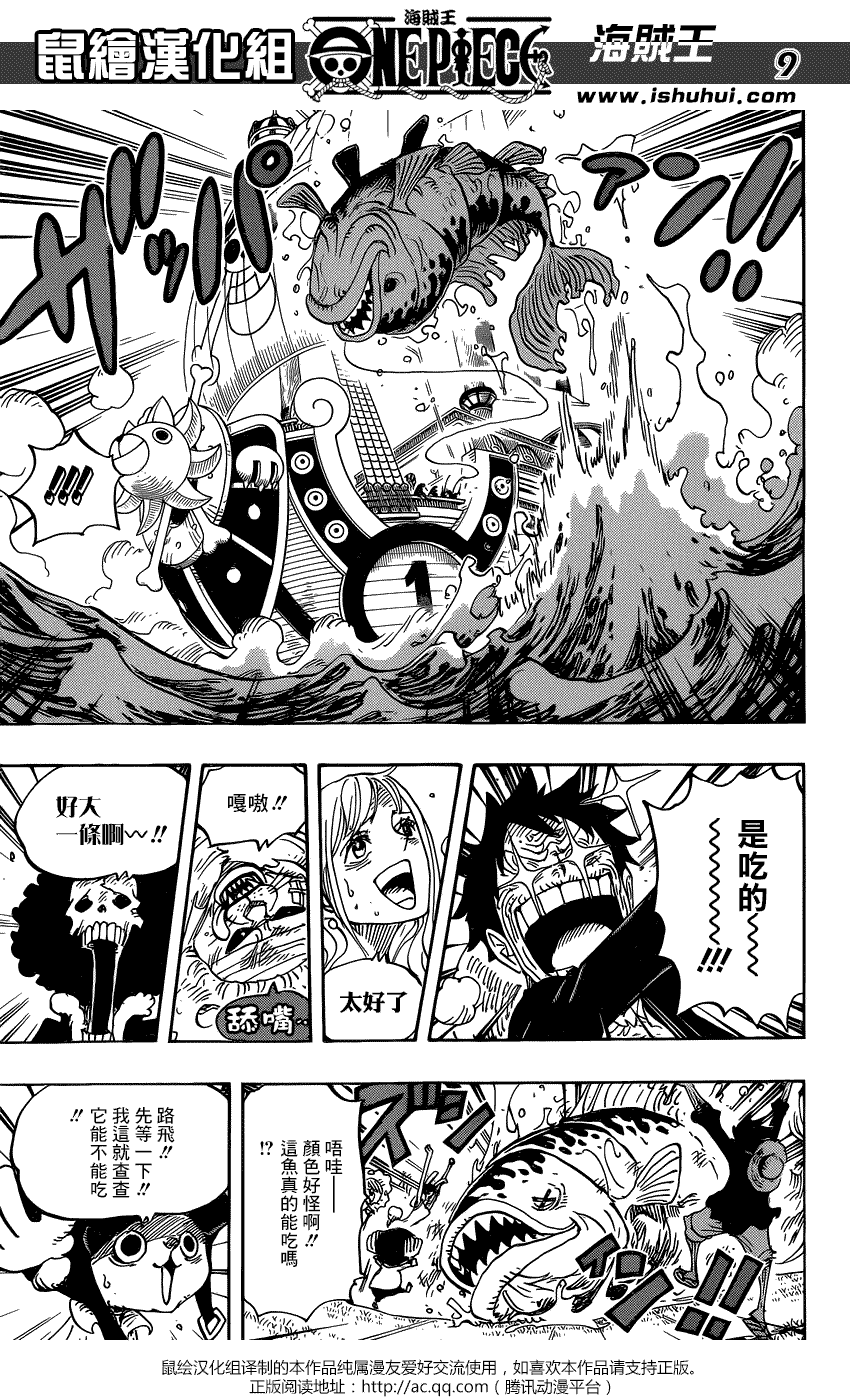 鼠繪漢化組
海賊王
ONE PIECE
海賊王
9
www.ishuhui.com
ザッパ
アン!!
!!!
1
是吃的
!!!
太好了
嘎嗷!!
舔嘴…
好大
一條啊~!!
ズシィン!!
唔哇——
顏色好怪啊!!
這魚真的能吃嗎
!?
路飛!!
先等一下!!
我這就查查
它能不能吃
鼠绘汉化组译制的本作品纯属漫友爱好交流使用，如喜欢本作品请支持正版。
正版阅读地址：http://ac.qq.com（腾讯动漫平台）